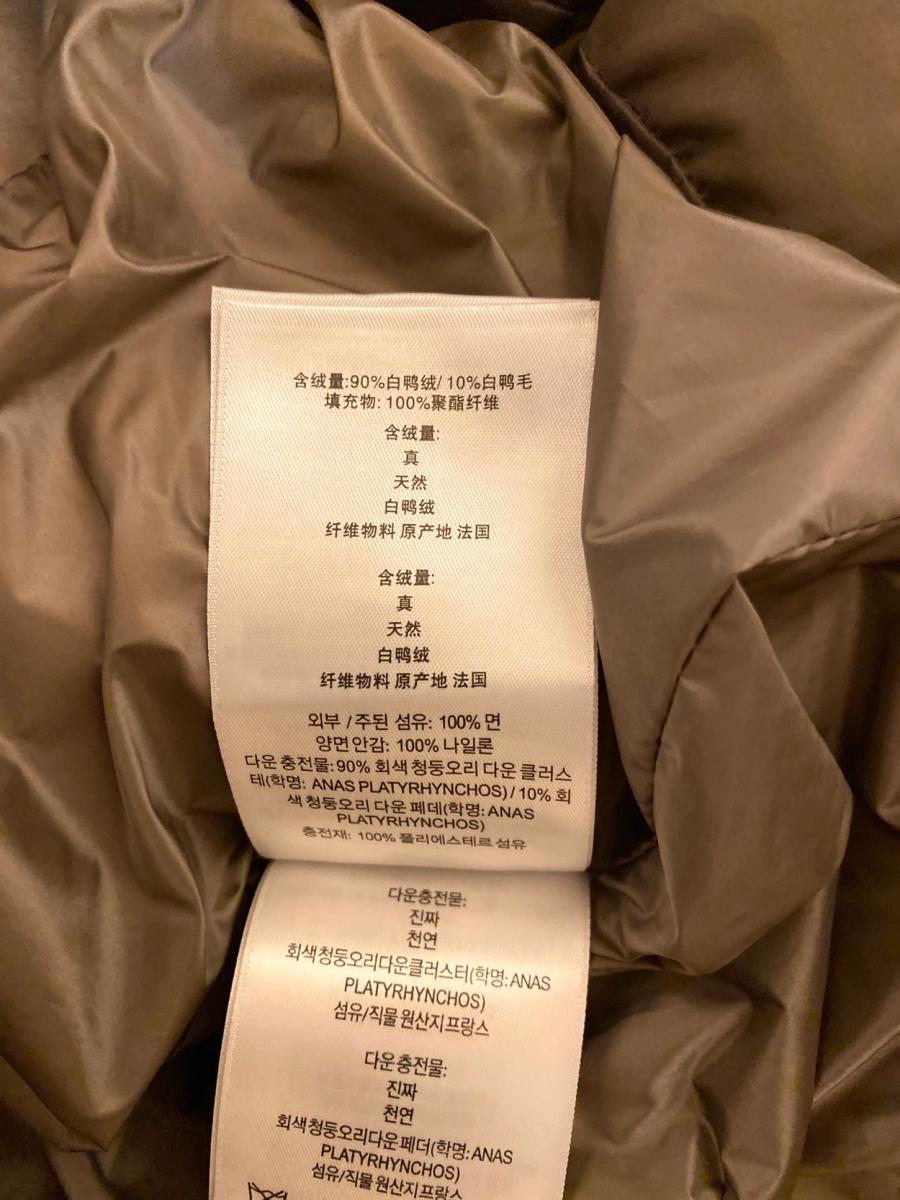 含绒量:90%白鸭绒/ 10%白鸭毛
填充物: 100%聚酯纤维
含绒量:
真
天然
白鸭绒
纤维物料 原产地 法国
含绒量:
真
天然
白鸭绒
纤维物料 原产地 法国
외부 /주된 섬유: 100% 면
양면안감: 100% 나일론
다운 충전물: 90% 회색 청둥오리 다운 클러스
테(학명: ANAS PLATYRHYNCHOS) / 10% 회
색 청둥오리 다운 페데(학명: ANAS
PLATYRHYNCHOS)
충전재: 100% 폴리에스테르 섬유
다운충전물:
진짜
천연
회색청둥오리다운클러스터(학명:ANAS
PLATYRHYNCHOS)
섬유/직물원산지프랑스
다운충전물:
진짜
천연
회색청둥오리다운페더(학명:ANAS
PLATYRHYNCHOS)
섬유/직물원산지프랑스